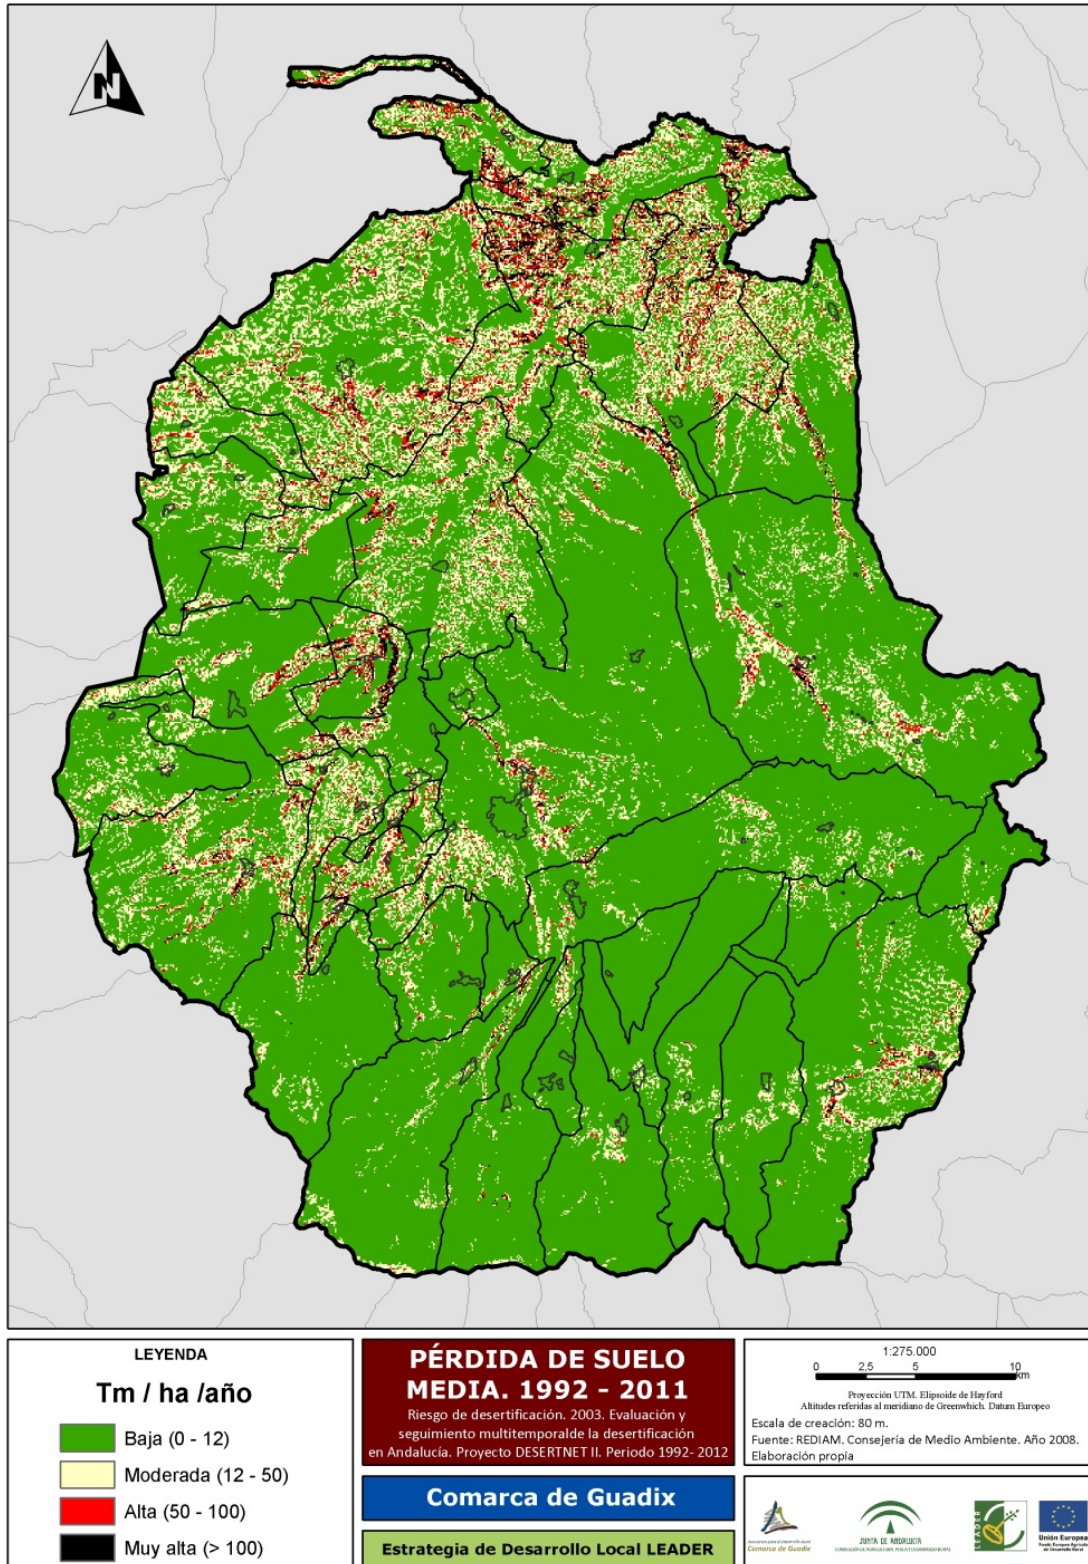 N
LEYENDA
Tm / ha /año
Baja (0 - 12)
Moderada (12 - 50)
Alta (50 - 100)
Muy alta (> 100)
PÉRDIDA DE SUELO
MEDIA. 1992 - 2011
Riesgo de desertificación. 2003. Evaluación y
seguimiento multitemporalde la desertificación
en Andalucía. Proyecto DESERTNET II. Periodo 1992- 2012
Comarca de Guadix
Estrategia de Desarrollo Local LEADER
1:275.000
0 2,5 5 10
km
Proyección UTM. Elipsoide de Hayford
Altitudes referidas al meridiano de Greenwhich. Datum Europeo
Escala de creación: 80 m.
Fuente: REDIAM. Consejería de Medio Ambiente. Año 2008.
Elaboración propia
Comarca de Guadix
JUNTA DE ANDALUCIA
LEADER
Unión Europea